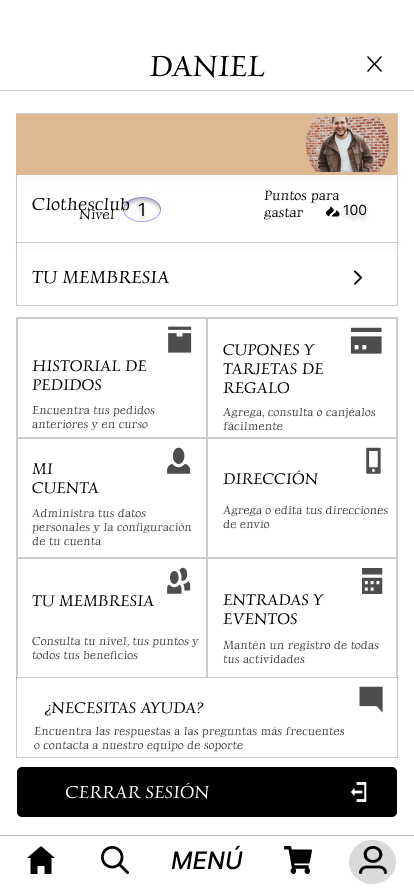 DANIEL
Clothesclub
Nivel 1
Puntos para
gastar 100
TU MEMBRESIA
HISTORIAL DE
PEDIDOS
Encuentra tus pedidos
anteriores y en curso
CUPONES Y
TARJETAS DE
REGALO
Agrega, consulta o canjéalos
fácilmente
MI
CUENTA
Administra tus datos
personales y la configuración
de tu cuenta
DIRECCIÓN
Agrega o edita tus direcciones
de envio
TU MEMBRESIA
Consulta tu nivel, tus puntos y
todos tus beneficios
ENTRADAS Y
EVENTOS
Mantén un registro de todas
tus actividades
¿NECESITAS AYUDA?
Encuentra las respuestas a las preguntas más frecuentes
o contacta a nuestro equipo de soporte
CERRAR SESIÓN
MENÚ